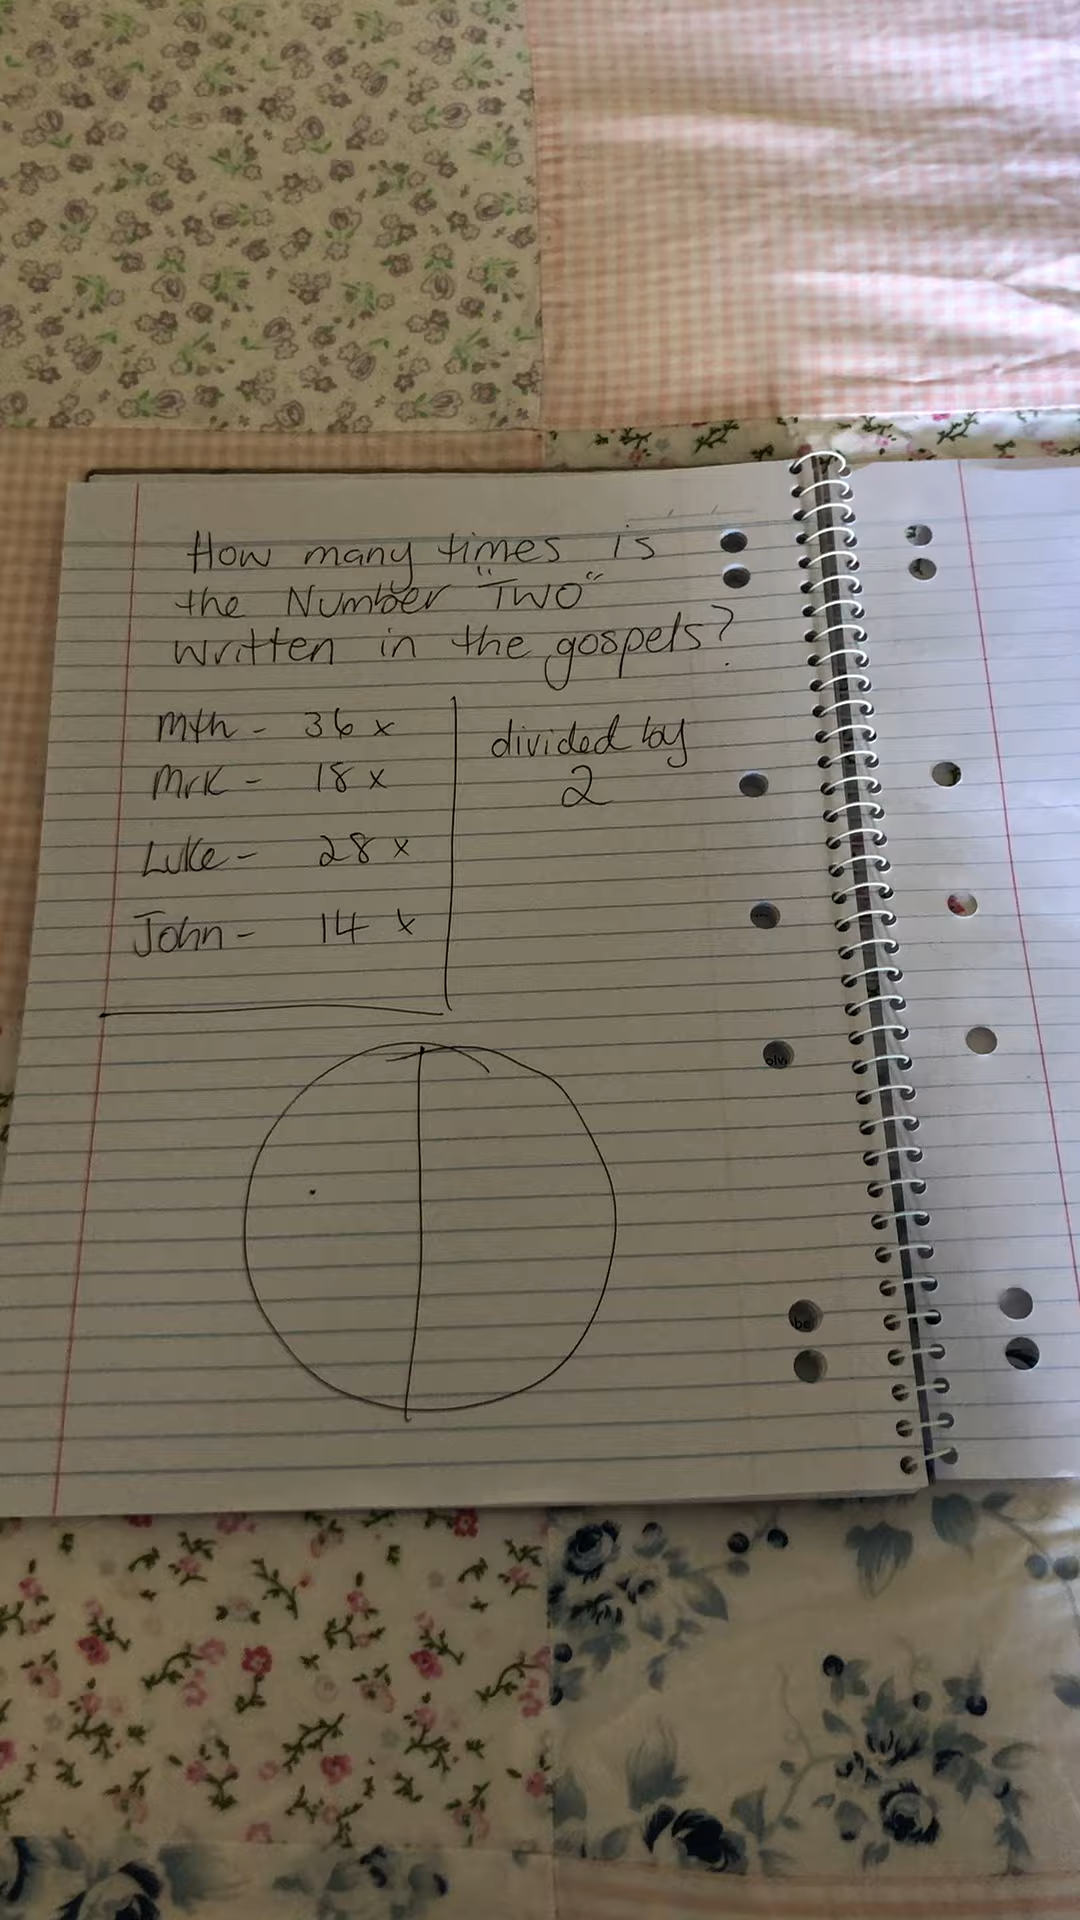 How many times is
the Number "Two"
written in the gospels?
Mth - 36 x
Mrk - 18 x
Luke - 28 x
John - 14 x
divided by
2